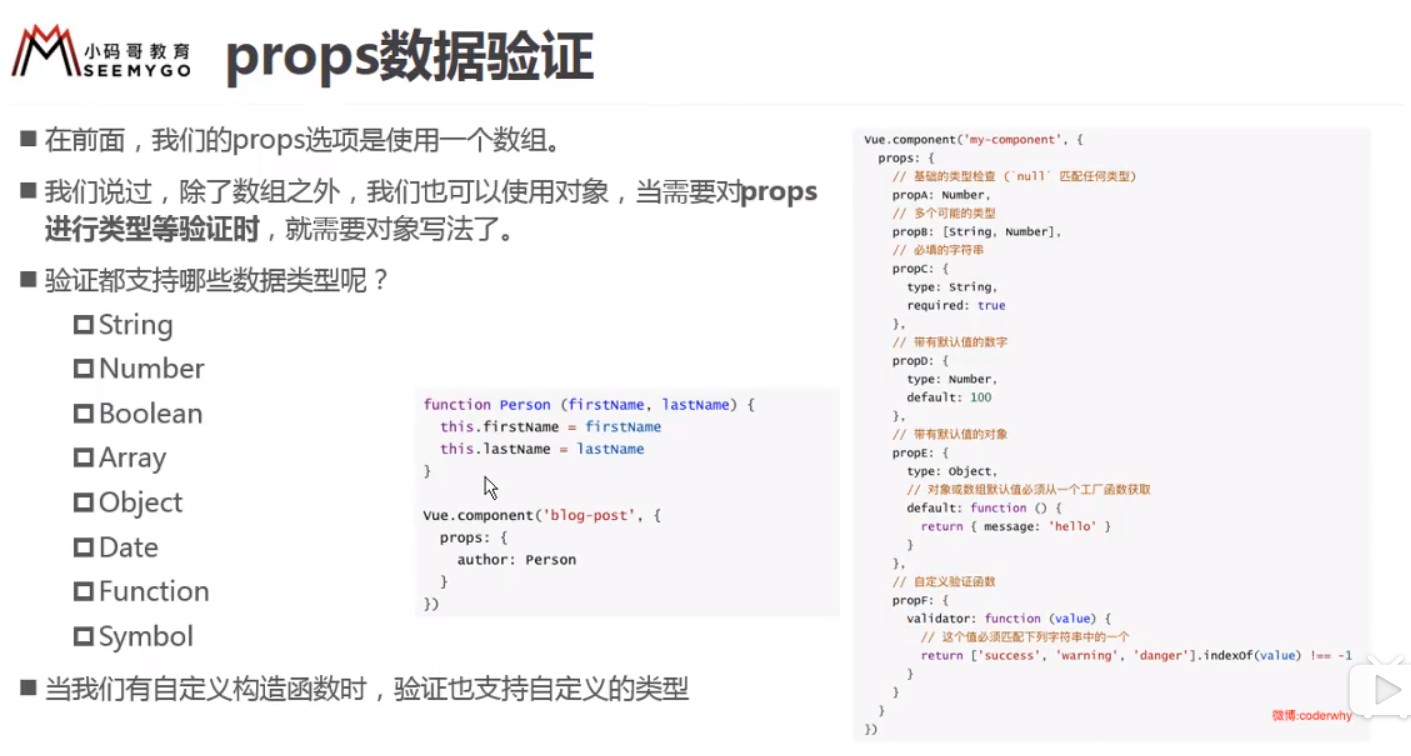 小码哥教育
SEEMYGO
props数据验证
在前面，我们的props选项是使用一个数组。
我们说过，除了数组之外，我们也可以使用对象，当需要对props
进行类型等验证时，就需要对象写法了。
验证都支持哪些数据类型呢？
String
Number
Boolean
Array
Object
Date
Function
Symbol
当我们有自定义构造函数时，验证也支持自定义的类型
function Person (firstName, lastName) {
  this.firstName = firstName
  this.lastName = lastName
}
Vue.component('blog-post', {
  props: {
    author: Person
  }
})
Vue.component('my-component', {
  props: {
    // 基础的类型检查 (`null` 匹配任何类型)
    propA: Number,
    // 多个可能的类型
    propB: [String, Number],
    // 必填的字符串
    propC: {
      type: String,
      required: true
    },
    // 带有默认值的数字
    propD: {
      type: Number,
      default: 100
    },
    // 带有默认值的对象
    propE: {
      type: Object,
      // 对象或数组默认值必须从一个工厂函数获取
      default: function () {
        return { message: 'hello' }
      }
    },
    // 自定义验证函数
    propF: {
      validator: function (value) {
        // 这个值必须匹配下列字符串中的一个
        return ['success', 'warning', 'danger'].indexOf(value) !== -1
      }
    }
  }
})
微博:coderwhy